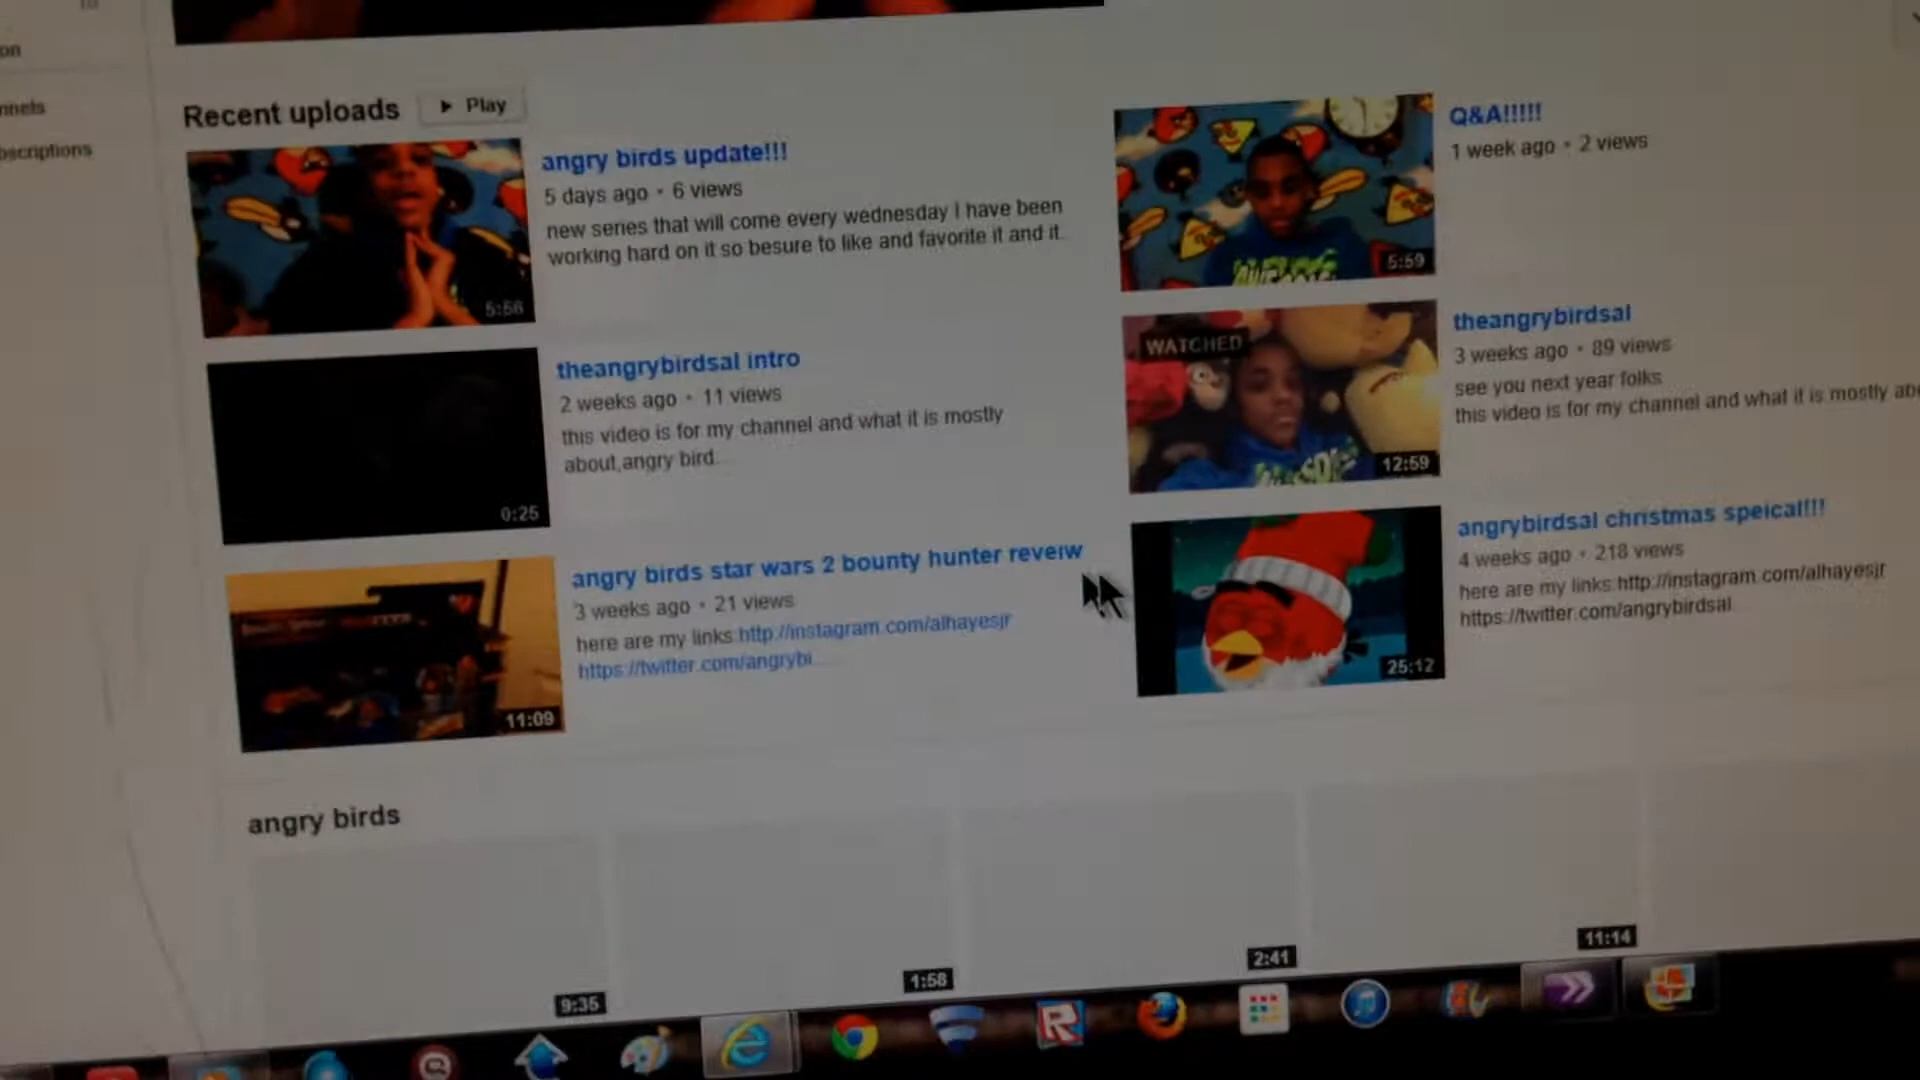 on
nnels
bscriptions
Recent uploads
Play
angry birds update!!!
5 days ago • 6 views
new series that will come every wednesday I have been
working hard on it so besure to like and favorite it and it...
5:56
theangrybirdsal intro
2 weeks ago • 11 views
this video is for my channel and what it is mostly
about,angry bird...
0:25
angry birds star wars 2 bounty hunter reveiw
3 weeks ago • 21 views
here are my links:http://instagram.com/alhayesjr
https://twitter.com/angrybi......
11:09
Q&A!!!!!
1 week ago • 2 views
5:59
theangrybirdsal
3 weeks ago • 89 views
see you next year folks
this video is for my channel and what it is mostly abo
WATCHED
12:59
angrybirdsal christmas speical!!!!
4 weeks ago • 218 views
here are my links:http://instagram.com/alhayesjr
https://twitter.com/angrybirdsal
25:12
angry birds
9:35
1:58
2:41
11:14